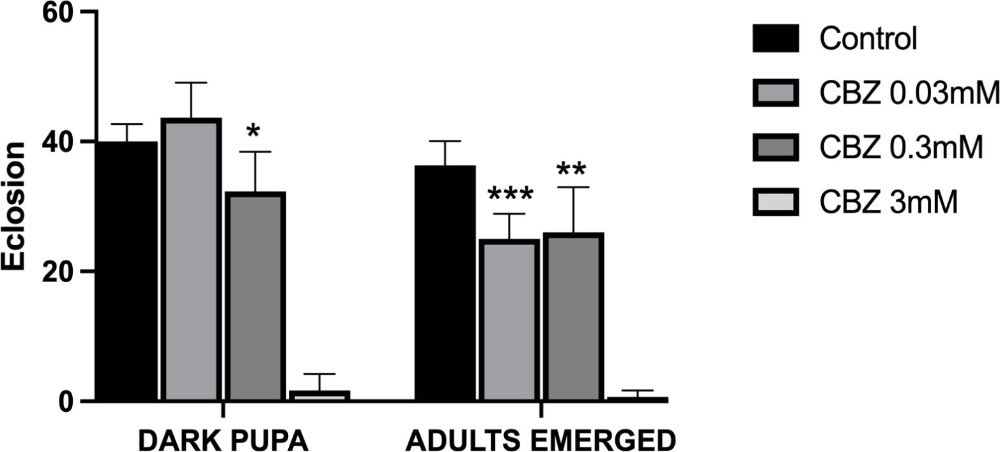 60
40
20
0
Eclosion
*
***
**
DARK PUPA
ADULTS EMERGED
Control
CBZ 0.03mM
CBZ 0.3mM
CBZ 3mM